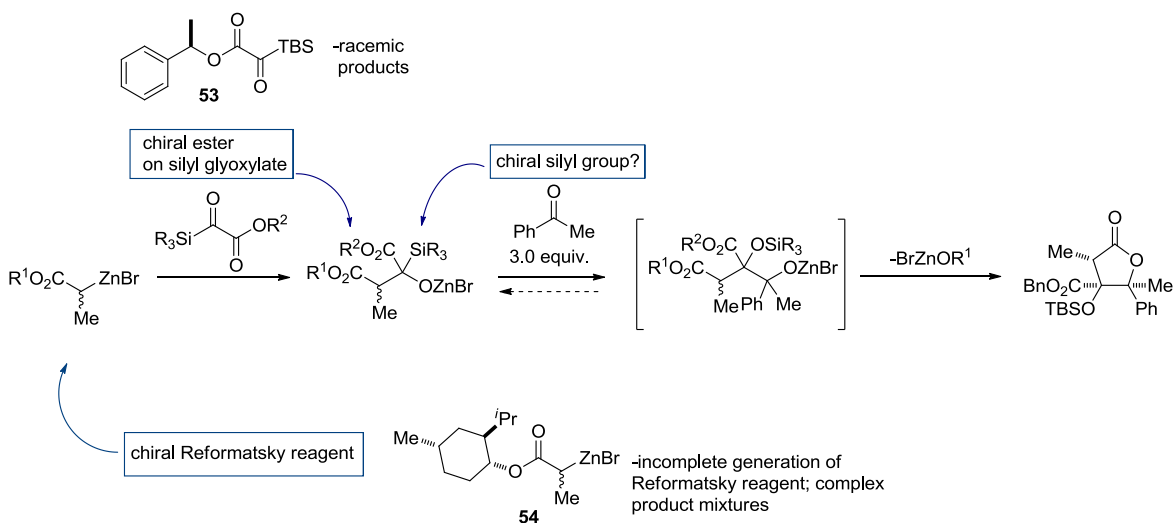 O
O
TBS
O
-racemic
products
53
chiral ester
on silyl glyoxylate
chiral silyl group?
O
R3Si
OR2
O
R1O2C
ZnBr
Me
R2O2C
SiR3
R1O2C
OZnBr
Me
O
Ph
Me
3.0 equiv.
R2O2C
OSiR3
R1O2C
OZnBr
Me
Ph
Me
-BrZnOR1
O
Me
O
BnO2C
Me
TBSO
Ph
chiral Reformatsky reagent
iPr
Me
O
O
ZnBr
Me
54
-incomplete generation of
Reformatsky reagent; complex
product mixtures